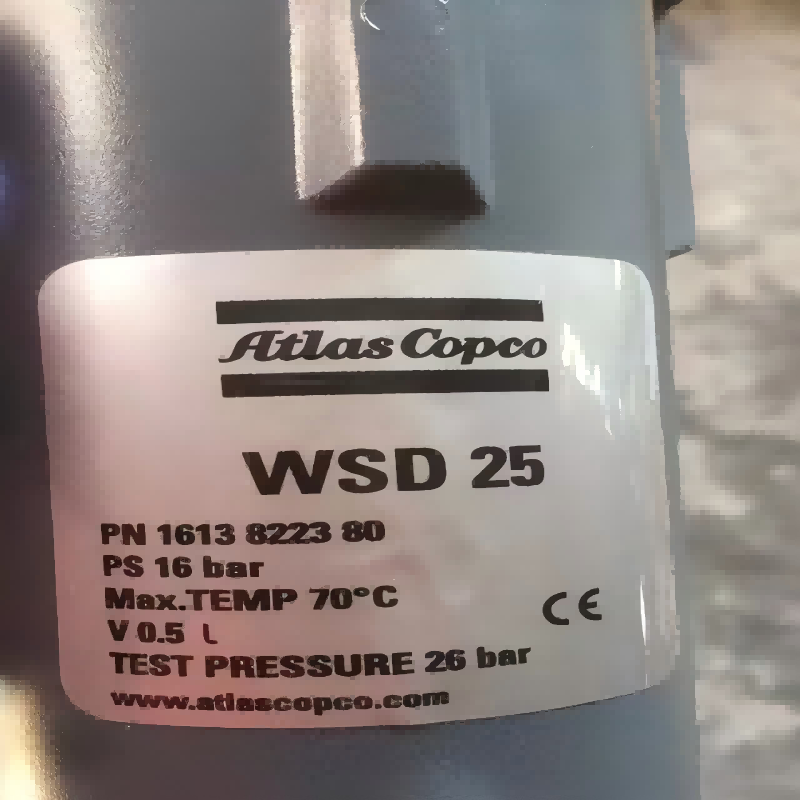 Atlas Copco
WSD 25
PN 1613 8223 80
PS 16 bar
Max.TEMP 70°C
CE
V 0.5 L
TEST PRESSURE 26 bar
www.atlascopco.com